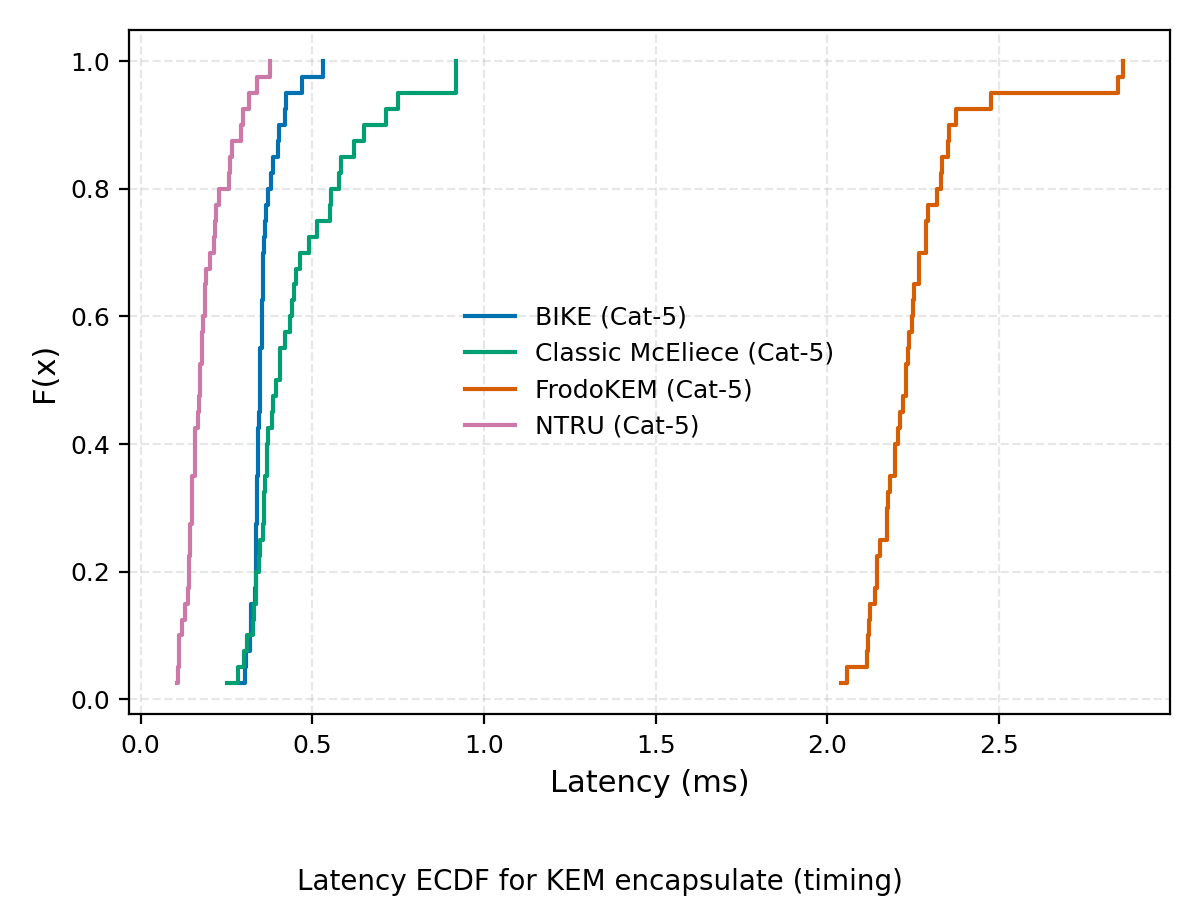 1.0
0.8
0.6
0.4
0.2
0.0
F(x)
BIKE (Cat-5)
Classic McEliece (Cat-5)
FrodoKEM (Cat-5)
NTRU (Cat-5)
0.0 0.5 1.0 1.5 2.0 2.5
Latency (ms)
Latency ECDF for KEM encapsulate (timing)